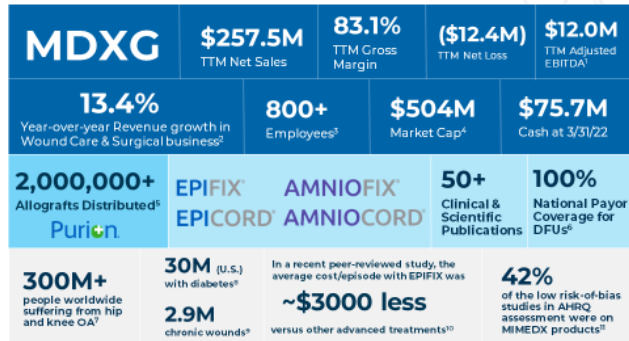 MDXG
$257.5M
TTM Net Sales
83.1%
TTM Gross
Margin
($12.4M)
TTM Net Loss
$12.0M
TTM Adjusted
EBITDA¹
13.4%
Year-over-year Revenue growth in
Wound Care & Surgical business²
800+
Employees³
$504M
Market Cap⁴
$75.7M
Cash at 3/31/22
2,000,000+
Allografts Distributed⁵
Purion
EPIFIX® AMNIOFIX®
EPICORD® AMNIOCORD®
50+
Clinical &
Scientific
Publications
100%
National Payor
Coverage for
DFUs⁶
300M+
people worldwide
suffering from hip
and knee OA⁷
30M (U.S.)
with diabetes⁸
2.9M
chronic wounds⁹
In a recent peer-reviewed study, the
average cost/episode with EPIFIX was
~$3000 less
versus other advanced treatments¹⁰
42%
of the low risk-of-bias
studies in AHRQ
assessment were on
MIMEDX products¹¹